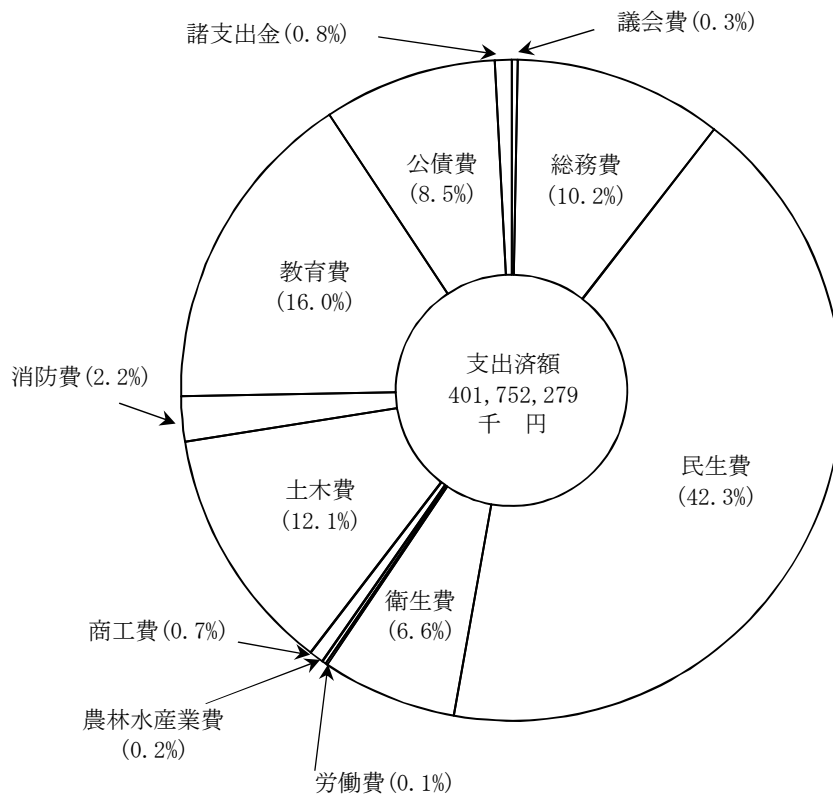 諸支出金(0.8%)
議会費(0.3%)
公債費
(8.5%)
総務費
(10.2%)
教育費
(16.0%)
消防費(2.2%)
支出済額
401,752,279
千　円
民生費
(42.3%)
土木費
(12.1%)
衛生費
(6.6%)
商工費(0.7%)
農林水産業費
(0.2%)
労働費(0.1%)